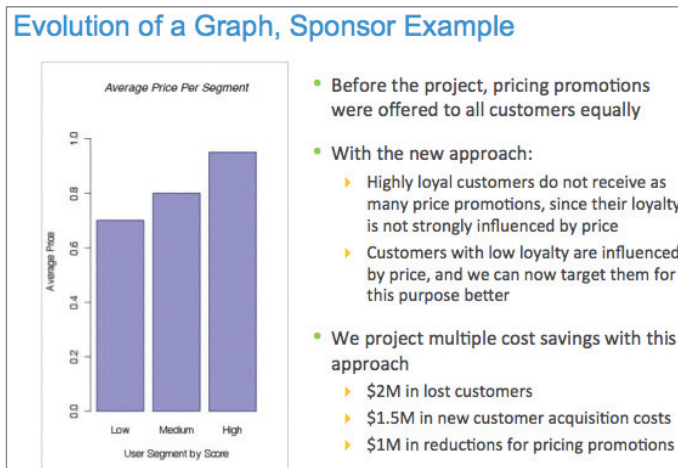 Evolution of a Graph, Sponsor Example
Average Price Per Segment
1.0
0.8
0.6
0.4
0.2
0.0
Average Price
Low Medium High
User Segment by Score
• Before the project, pricing promotions
were offered to all customers equally
• With the new approach:
Highly loyal customers do not receive as
many price promotions, since their loyalty
is not strongly influenced by price
Customers with low loyalty are influenced
by price, and we can now target them for
this purpose better
• We project multiple cost savings with this
approach
$2M in lost customers
$1.5M in new customer acquisition costs
$1M in reductions for pricing promotions